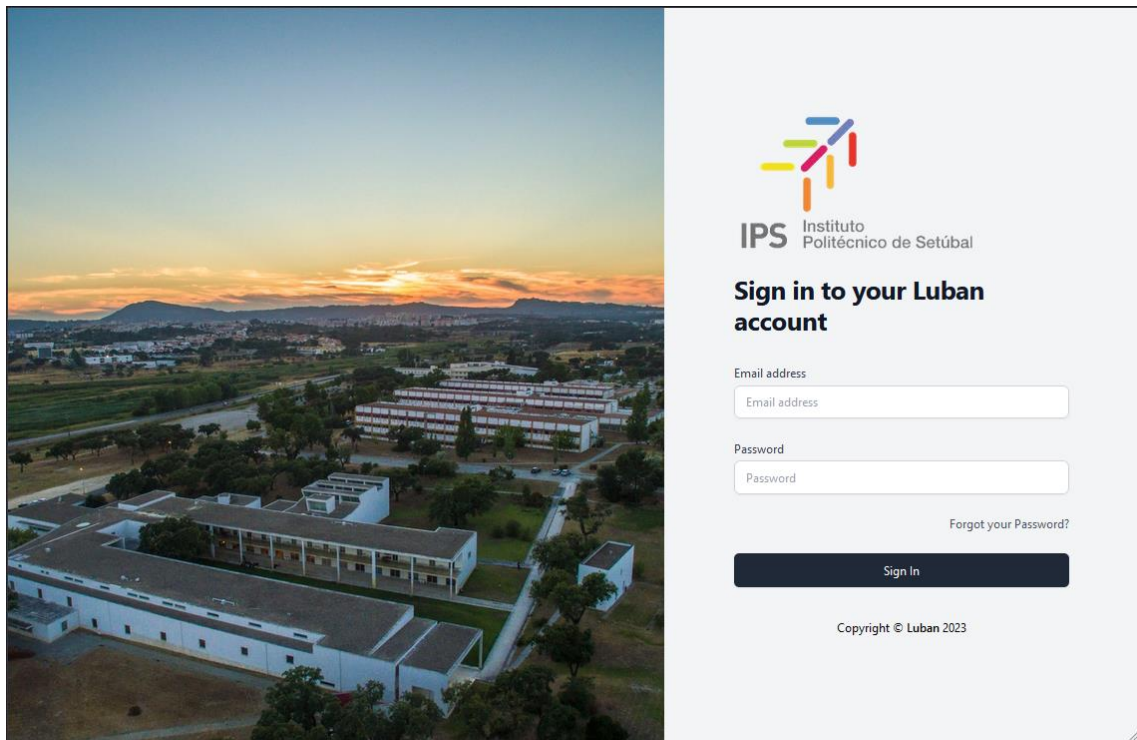 IPS Instituto
Politécnico de Setúbal
Sign in to your Luban
account
Email address
Email address
Password
Password
Forgot your Password?
Sign In
Copyright © Luban 2023